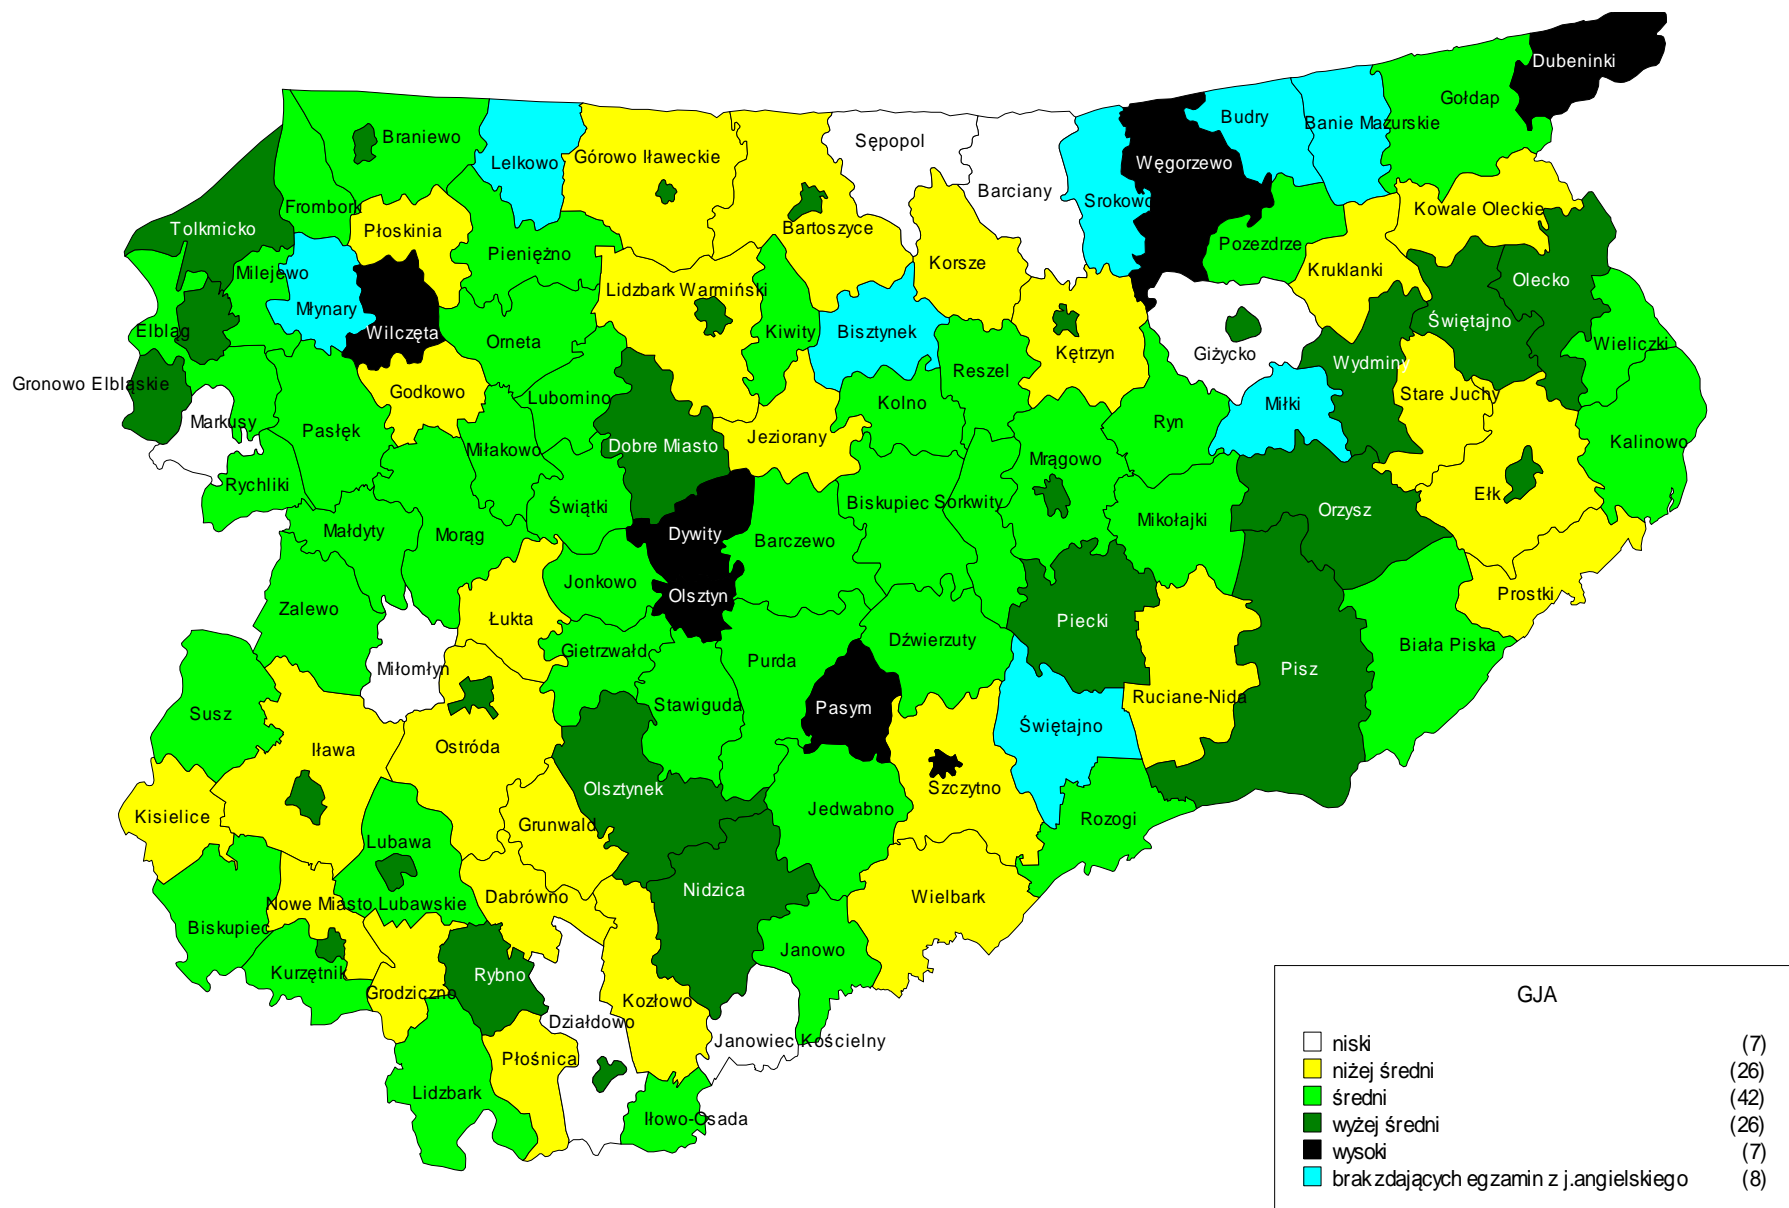 Dubeninki
Gołdap
Budry
Banie Mazurskie
Braniewo
Sępopol
Lelkowo
Górowo Iławeckie
Węgorzewo
Barciany
Srokowo
Frombork
Kowale Oleckie
Tolkmicko
Płoskinia
Bartoszyce
Pozezdrze
Pieniężno
Korsze
Kruklanki
Milejewo
Olecko
Lidzbark Warmiński
Młynary
Świętajno
Elbląg
Wilczęta
Kiwity
Bisztynek
Orneta
Wieliczki
Kętrzyn
Giżycko
Wydminy
Reszel
Gronowo Elbląskie
Godkowo
Stare Juchy
Lubomino
Kolno
Miłki
Markusy
Ryn
Pasłęk
Jeziorany
Kalinowo
Dobre Miasto
Miłakowo
Mrągowo
Rychliki
Ełk
Biskupiec
Sorkwity
Świątki
Orzysz
Mikołajki
Małdyty
Morąg
Dywity
Barczewo
Jonkowo
Olsztyn
Prostki
Zalewo
Łukta
Piecki
Dźwierzuty
Biała Piska
Gietrzwałd
Purda
Miłomłyn
Pisz
Ruciane-Nida
Stawiguda
Pasym
Susz
Świętajno
Iława
Ostróda
Olsztynek
Szczytno
Jedwabno
Kisielice
Rozogi
Grunwald
Lubawa
Nidzica
Dabrówno
Wielbark
Nowe Miasto Lubawskie
Biskupiec
Janowo
Kurzętnik
Rybno
Grodziczno
Kozłowo
Działdowo
Janowiec Kościelny
Płośnica
Lidzbark
Iłowo-Osada
GJA
niski (7)
niżej średni (26)
średni (42)
wyżej średni (26)
wysoki (7)
brak zdających egzamin z j.angielskiego (8)